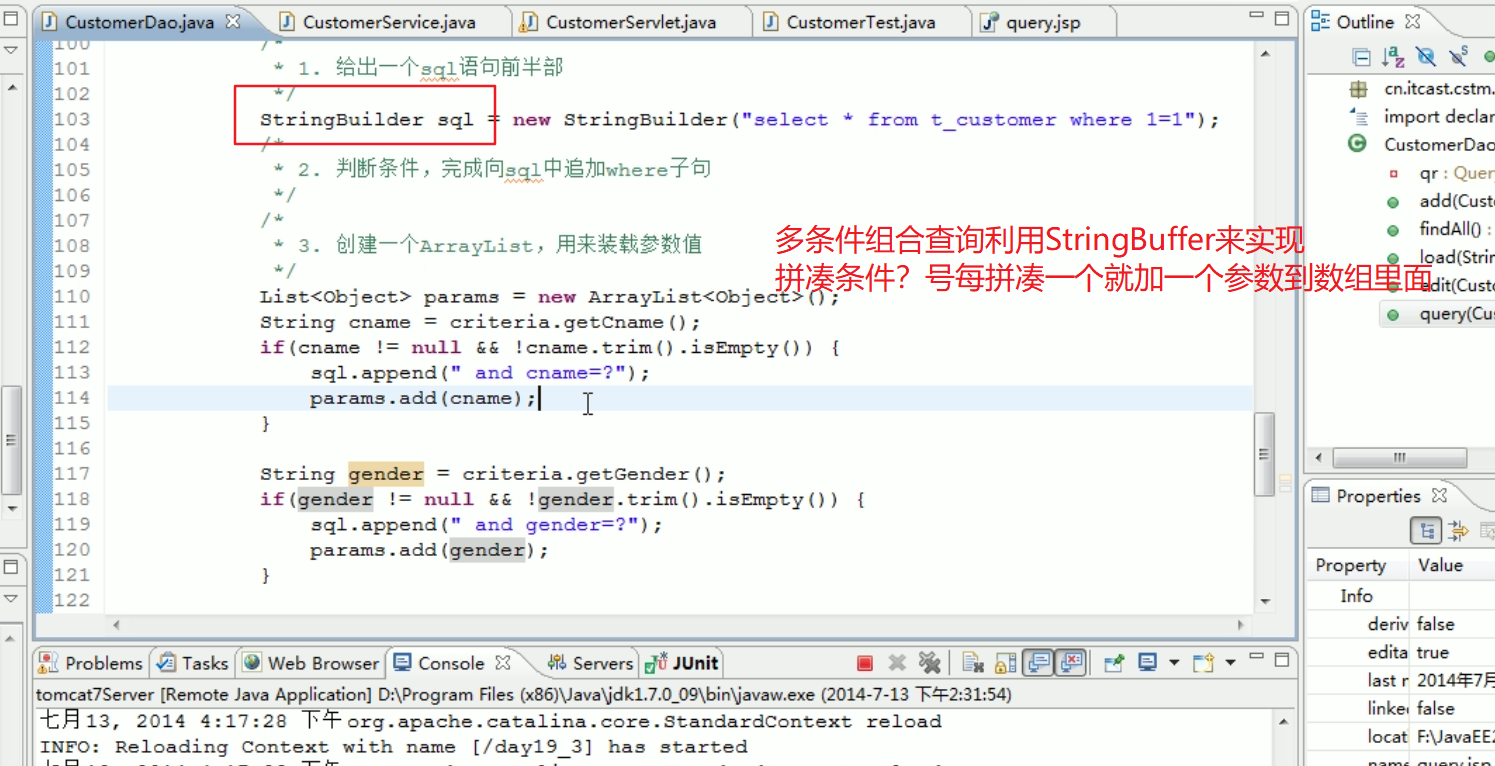 CustomerDao.java
CustomerService.java
CustomerServlet.java
CustomerTest.java
query.jsp
100 /*
101 * 1. 给出一个sql语句前半部
102 */
103 StringBuilder sql = new StringBuilder("select * from t_customer where 1=1");
104 /*
105 * 2. 判断条件，完成向sql中追加where子句
106 */
107 /*
108 * 3. 创建一个ArrayList，用来装载参数值
109 */
110 List<Object> params = new ArrayList<Object>();
111 String cname = criteria.getCname();
112 if(cname != null && !cname.trim().isEmpty()) {
113 sql.append(" and cname=?");
114 params.add(cname);
115 }
116
117 String gender = criteria.getGender();
118 if(gender != null && !gender.trim().isEmpty()) {
119 sql.append(" and gender=?");
120 params.add(gender);
121 }
122
多条件组合查询利用StringBuffer来实现
拼凑条件？号每拼凑一个就加一个参数到数组里面
Outline
cn.itcast.cstm.
import declar
CustomerDao
qr : Query
add(Custo
findAll() :
load(Strin
edit(Custo
query(Cus
Properties
Property Value
Info
deriv false
edita true
last r 2014年7月
linke false
locat F:\JavaEE2
name query.jsp
Problems
Tasks
Web Browser
Console
Servers
JUnit
tomcat7Server [Remote Java Application] D:\Program Files (x86)\Java\jdk1.7.0_09\bin\javaw.exe (2014-7-13 下午2:31:54)
七月13, 2014 4:17:28 下午org.apache.catalina.core.StandardContext reload
INFO: Reloading Context with name [/day19_3] has started